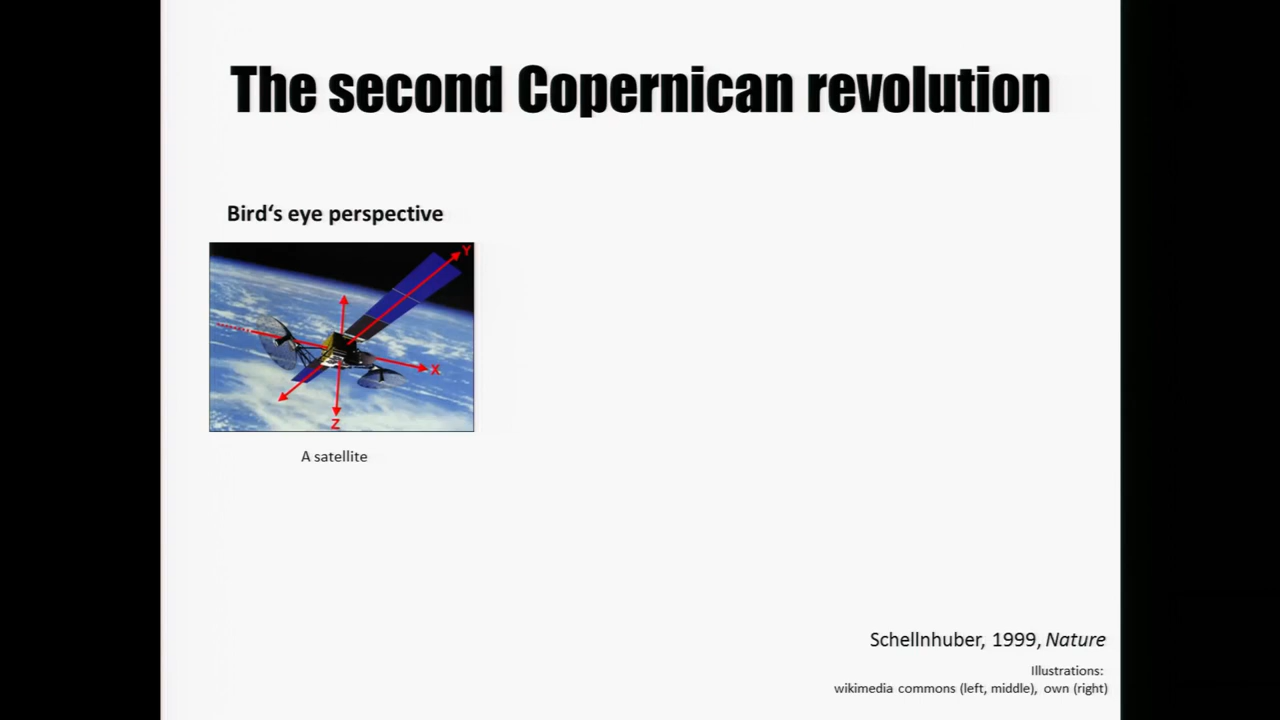 The second Copernican revolution
Bird‘s eye perspective
Y
X
Z
A satellite
Schellnhuber, 1999, Nature
Illustrations:
wikimedia commons (left, middle), own (right)